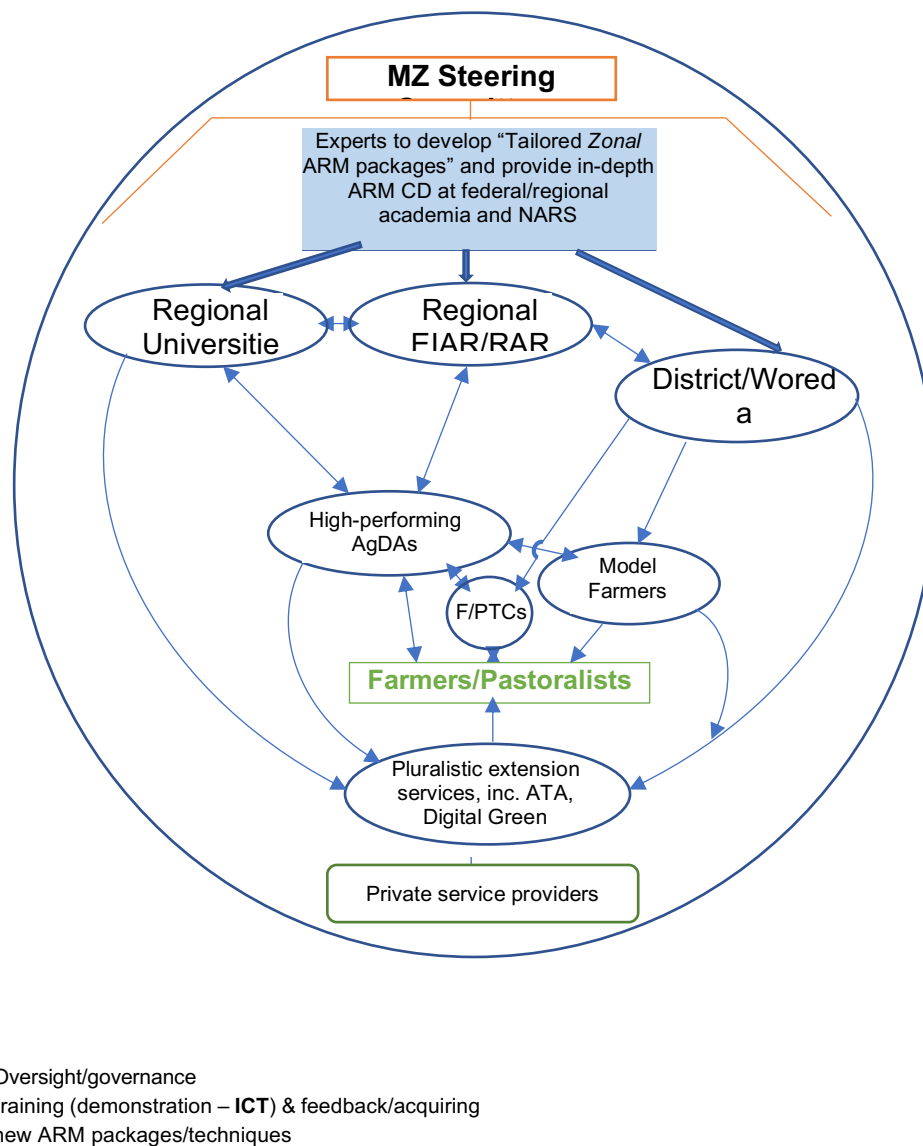 MZ Steering
Experts to develop “Tailored Zonal
ARM packages” and provide in-depth
ARM CD at federal/regional
academia and NARS
Regional
Universitie
Regional
FIAR/RAR
District/Wored
a
High-performing
AgDAs
Model
Farmers
F/PTCs
Farmers/Pastoralists
Pluralistic extension
services, inc. ATA,
Digital Green
Private service providers
Oversight/governance
raining (demonstration – ICT) & feedback/acquiring
new ARM packages/techniques